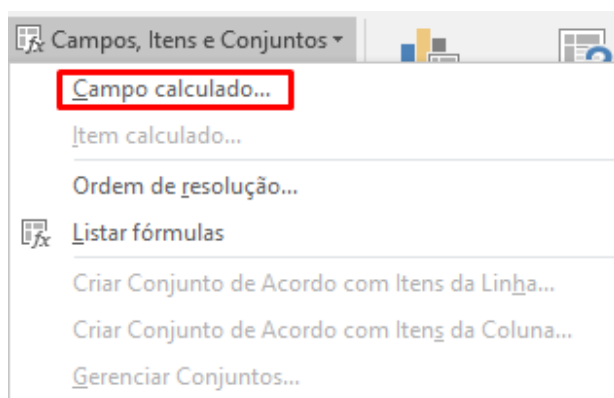 Campos, Itens e Conjuntos
Campo calculado...
Item calculado...
Ordem de resolução...
Listar fórmulas
Criar Conjunto de Acordo com Itens da Linha...
Criar Conjunto de Acordo com Itens da Coluna...
Gerenciar Conjuntos...